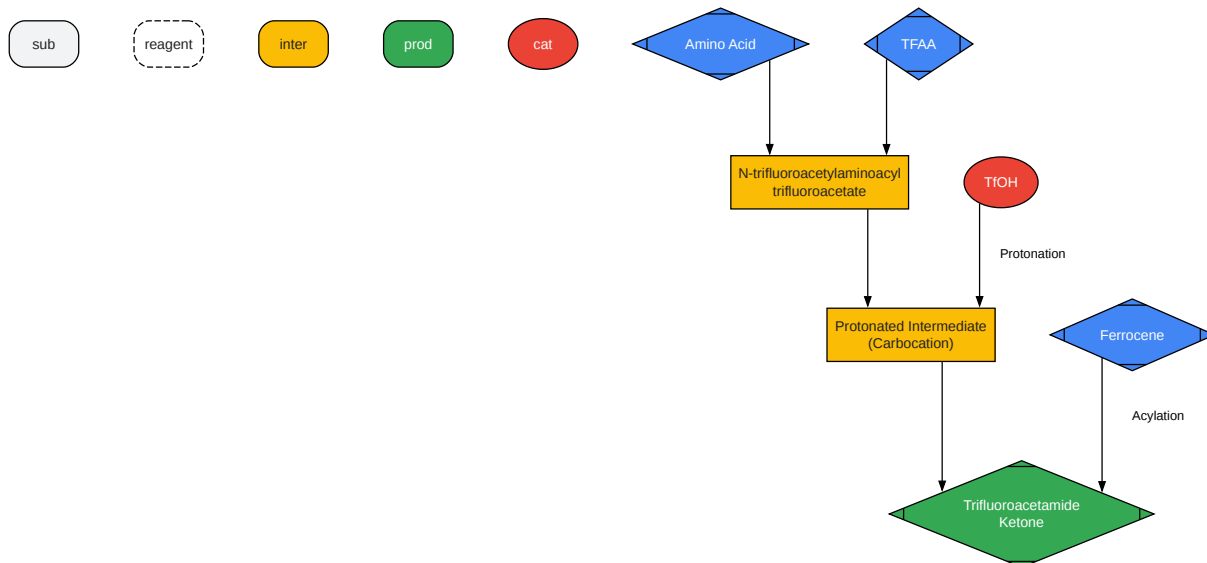 sub
reagent
inter
prod
cat
Amino Acid
TFAA
N-trifluoroacetylaminoacyl
trifluoroacetate
TfOH
Protonation
Protonated Intermediate
(Carbocation)
Ferrocene
Acylation
Trifluoroacetamide
Ketone